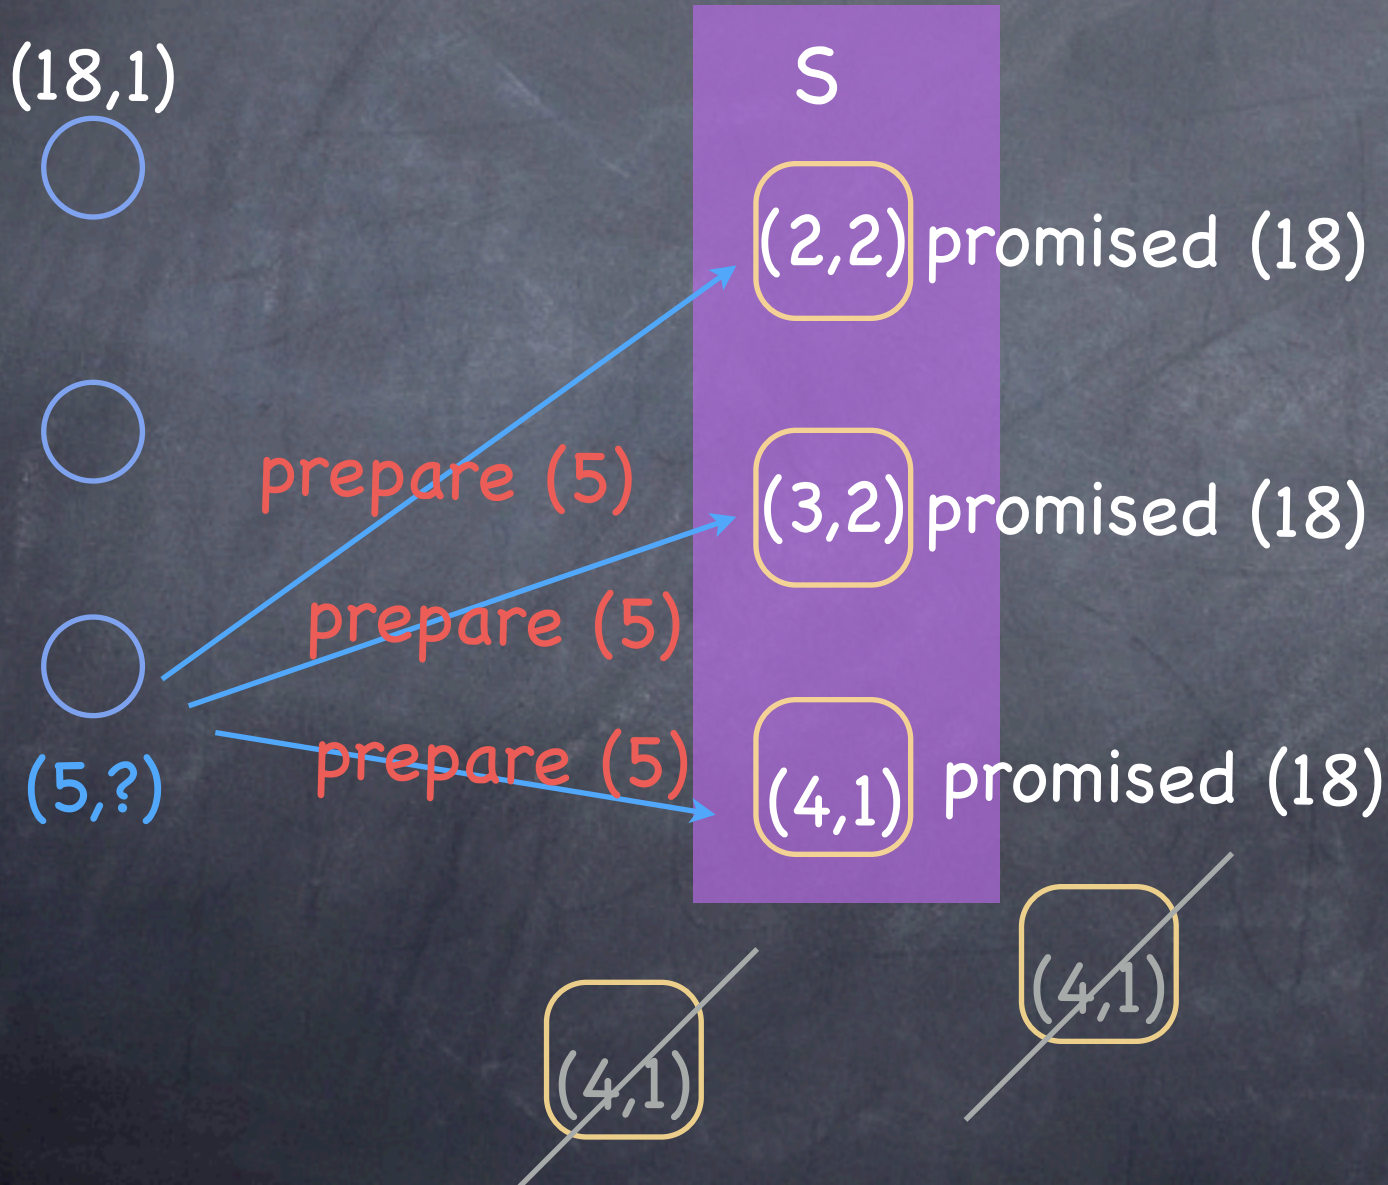 (18,1)
S
(2,2) promised (18)
prepare (5)
(3,2) promised (18)
prepare (5)
prepare (5)
(5,?)
(4,1) promised (18)
(4,1)
(4,1)